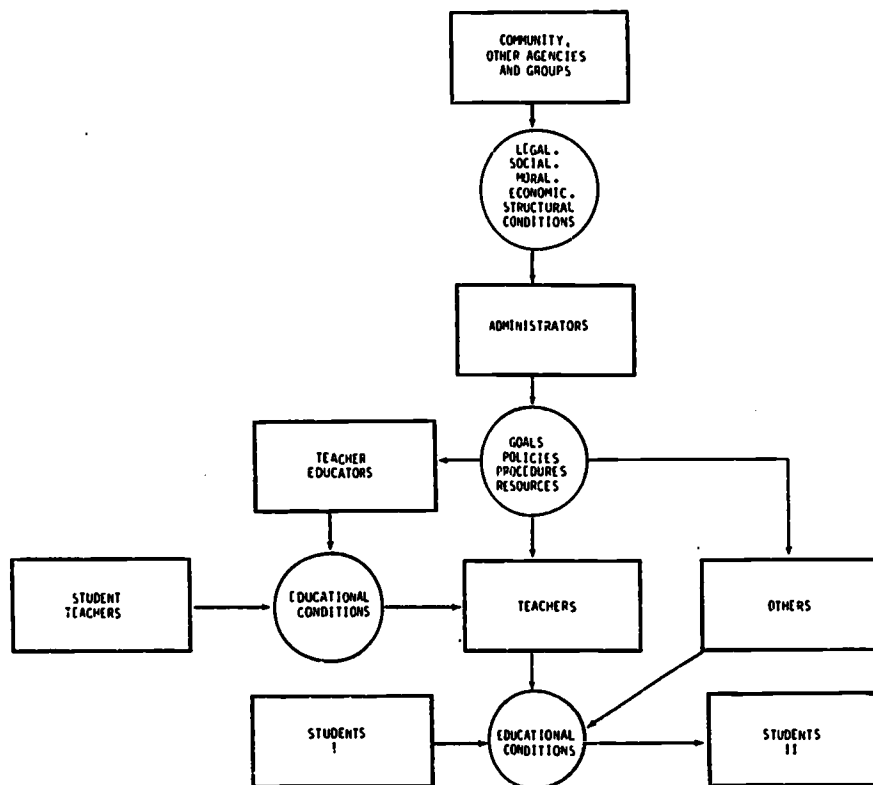 COMMUNITY,
OTHER AGENCIES
AND GROUPS
LEGAL.
SOCIAL.
MORAL.
ECONOMIC.
STRUCTURAL
CONDITIONS
ADMINISTRATORS
TEACHER
EDUCATORS
GOALS
POLICIES
PROCEDURES
RESOURCES
STUDENT
TEACHERS
EDUCATIONAL
CONDITIONS
TEACHERS
OTHERS
STUDENTS
I
EDUCATIONAL
CONDITIONS
STUDENTS
II